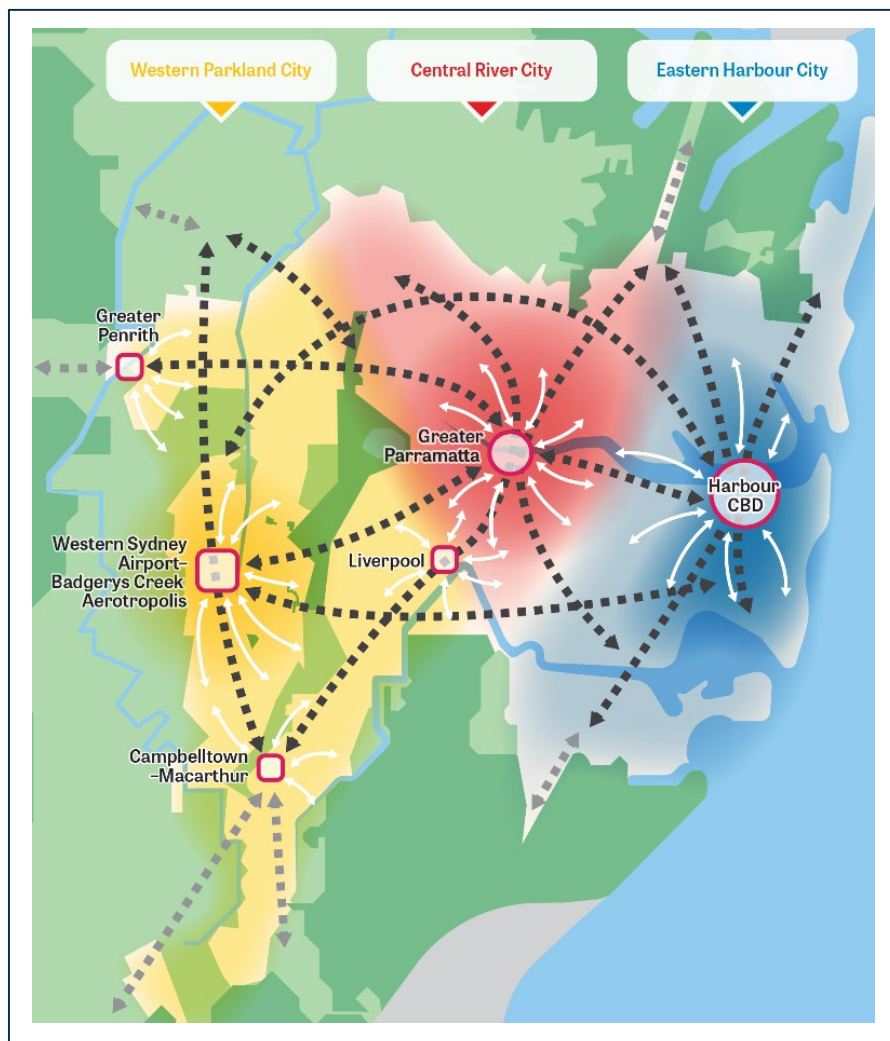 Western Parkland City
Central River City
Eastern Harbour City
Greater
Penrith
Greater
Parramatta
Harbour
CBD
Western Sydney
Airport–
Badgerys Creek
Aerotropolis
Liverpool
Campbelltown
–Macarthur